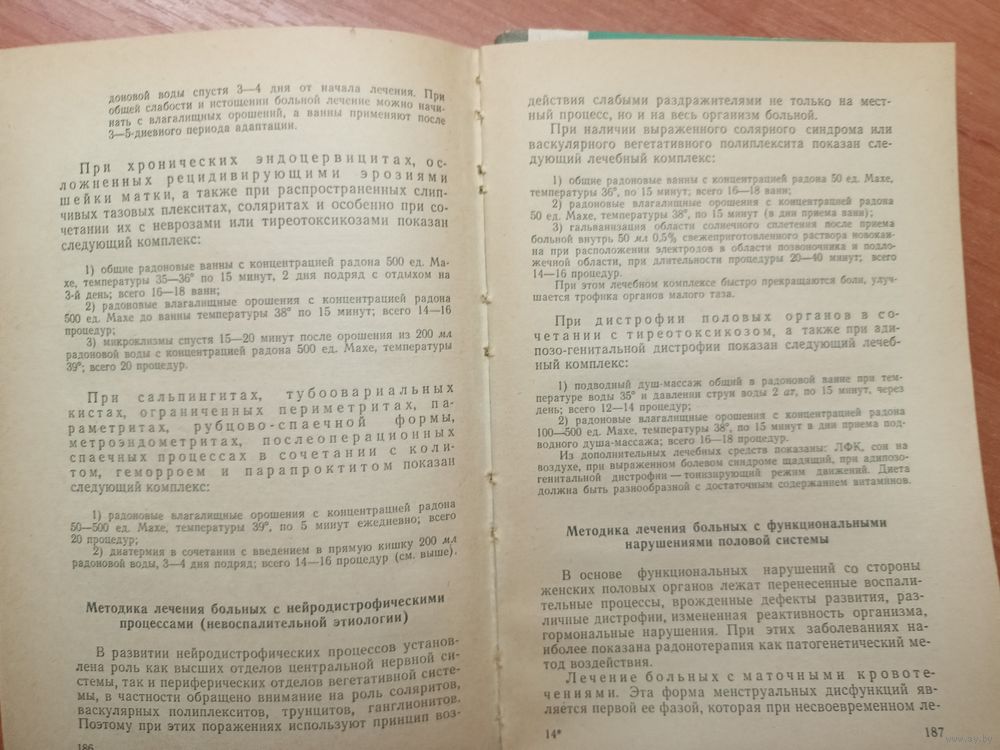 доновой воды спустя 3—4 дня от начала лечения. При
общей слабости и истощении больной лечение можно начи-
нать с влагалищных орошений, а ванны применяют после
3—5-дневного периода адаптации.
При хронических эндоцервицитах, ос-
ложненных рецидивирующими эрозиями
шейки матки, а также при распространенных слип-
чивых тазовых плекситах, соляритах и особенно при со-
четании их с неврозами или тиреотоксикозами показан
следующий комплекс:
1) общие радоновые ванны с концентрацией радона 500 ед. Ма-
хе, температуры 35—36° по 15 минут, 2 дня подряд с отдыхом на
3-й день; всего 16—18 ванн;
2) радоновые влагалищные орошения с концентрацией радона
500 ед. Махе до ванны температуры 38° по 15 минут; всего 14—16
процедур;
3) микроклизмы спустя 15—20 минут после орошения из 200 мл
радоновой воды с концентрацией радона 500 ед. Махе, температуры
39°; всего 20 процедур.
При сальпингитах, тубоовариальных
кистах, ограниченных периметритах, па-
раметритах, рубцово-спаечной формы,
метроэндометритах, послеоперационных
спаечных процессах в сочетании с коли-
том, геморроем и парапроктитом показан
следующий комплекс:
1) радоновые влагалищные орошения с концентрацией радона
50—500 ед. Махе, температуры 39°, по 5 минут ежедневно; всего
20 процедур;
2) диатермия в сочетании с введением в прямую кишку 200 мл
радоновой воды, 3—4 дня подряд; всего 14—16 процедур (см. выше).
Методика лечения больных с нейродистрофическими
процессами (невоспалительной этиологии)
В развитии нейродистрофических процессов установ-
лена роль как высших отделов центральной нервной си-
стемы, так и периферических отделов вегетативной систе-
мы, в частности обращено внимание на роль соляритов,
васкулярных полиплекситов, трунцитов, ганглионитов.
Поэтому при этих поражениях используют принцип воз-
186
действия слабыми раздражителями не только на мест-
ный процесс, но и на весь организм больной.
При наличии выраженного солярного синдрома или
васкулярного вегетативного полиплексита показан сле-
дующий лечебный комплекс:
1) общие радоновые ванны с концентрацией радона 50 ед. Махе,
температуры 36°, по 15 минут; всего 16—18 ванн;
2) радоновые влагалищные орошения с концентрацией радона
50 ед. Махе, температуры 38°, по 15 минут (в дни приема ванн);
3) гальванизация области солнечного сплетения после приема
больной внутрь 50 мл 0,5% свежеприготовленного раствора новокаи-
на при расположении электродов в области позвоночника и подло-
жечной области, при длительности процедуры 20—40 минут; всего
14—16 процедур.
При этом лечебном комплексе быстро прекращаются боли, улуч-
шается трофика органов малого таза.
При дистрофии половых органов в со-
четании с тиреотоксикозом, а также при ади-
позо-генитальной дистрофии показан следующий лечеб-
ный комплекс:
1) подводный душ-массаж общий в радоновой ванне при тем-
пературе воды 35° и давлении струи воды 2 ат, по 15 минут, через
день; всего 12—14 процедур;
2) радоновые влагалищные орошения с концентрацией радона
100—500 ед. Махе, температуры 38°, по 15 минут в дни приема под-
водного душа-массажа; всего 16—18 процедур.
Из дополнительных лечебных средств показаны: ЛФК, сон на
воздухе, при выраженном болевом синдроме щадящий, при адипозо-
генитальной дистрофии — тонизирующий режим движений. Диета
должна быть разнообразной с достаточным содержанием витаминов.
Методика лечения больных с функциональными
нарушениями половой системы
В основе функциональных нарушений со стороны
женских половых органов лежат перенесенные воспали-
тельные процессы, врожденные дефекты развития, раз-
личные дистрофии, измененная реактивность организма,
гормональные нарушения. При этих заболеваниях на-
иболее показана радонотерапия как патогенетический ме-
тод воздействия.
Лечение больных с маточными кровоте-
чениями. Эта форма менструальных дисфункций яв-
ляется первой ее фазой, которая при несвоевременном ле-
14*
187
www.ay.by